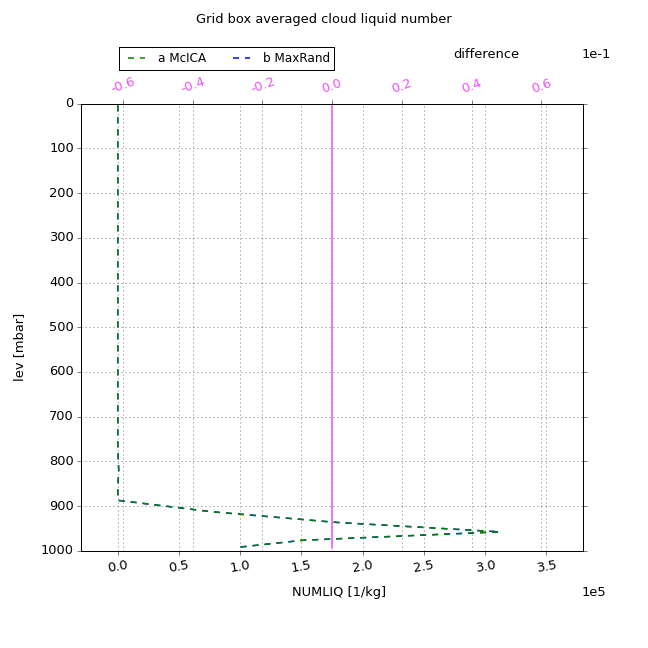 Grid box averaged cloud liquid number
a McICA b MaxRand difference 1e-1
-0.6 -0.4 -0.2 0.0 0.2 0.4 0.6
0
100
200
300
400
500
600
700
800
900
1000
lev [mbar]
0.0 0.5 1.0 1.5 2.0 2.5 3.0 3.5
NUMLIQ [1/kg] 1e5